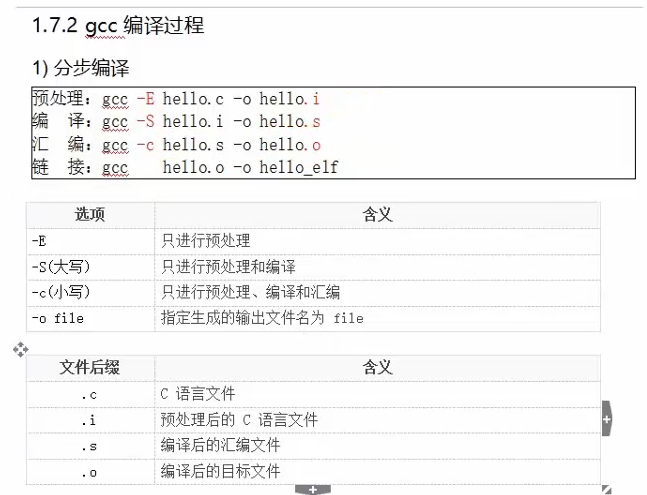 1.7.2 gcc 编译过程
1) 分步编译
预处理：gcc -E hello.c -o hello.i
编  译：gcc -S hello.i -o hello.s
汇  编：gcc -c hello.s -o hello.o
链  接：gcc    hello.o -o hello_elf
选项 含义
-E 只进行预处理
-S(大写) 只进行预处理和编译
-c(小写) 只进行预处理、编译和汇编
-o file 指定生成的输出文件名为 file
文件后缀 含义
.c C 语言文件
.i 预处理后的 C 语言文件
.s 编译后的汇编文件
.o 编译后的目标文件